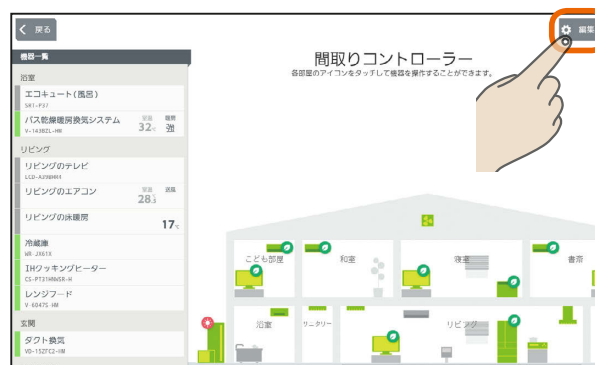 戻る
編集
機器一覧
間取りコントローラー
各部屋のアイコンをタッチして機器を操作することができます。
浴室
エコキュート(風呂)
SRT-P37
バス乾燥暖房換気システム 室温 暖房
V-143BZL-HM 32℃ 強
リビング
リビングのテレビ
LCD-A39BHR4
リビングのエアコン 室温 送風
28.5
リビングの床暖房
17℃
冷蔵庫
MR-JX61X
IHクッキングヒーター
CS-PT31HNWSR-H
レンジフード
V-6047S-HM
玄関
ダクト換気
VD-15ZFC2-HM
こども部屋 和室 寝室 書斎
浴室 リビング